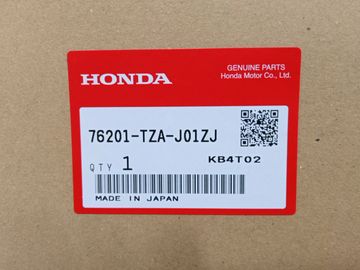 GENUINE PARTS
HONDA
Honda Motor Co., Ltd.
76201-TZA-J01ZJ
QTY 1
KB4T02
MADE IN JAPAN